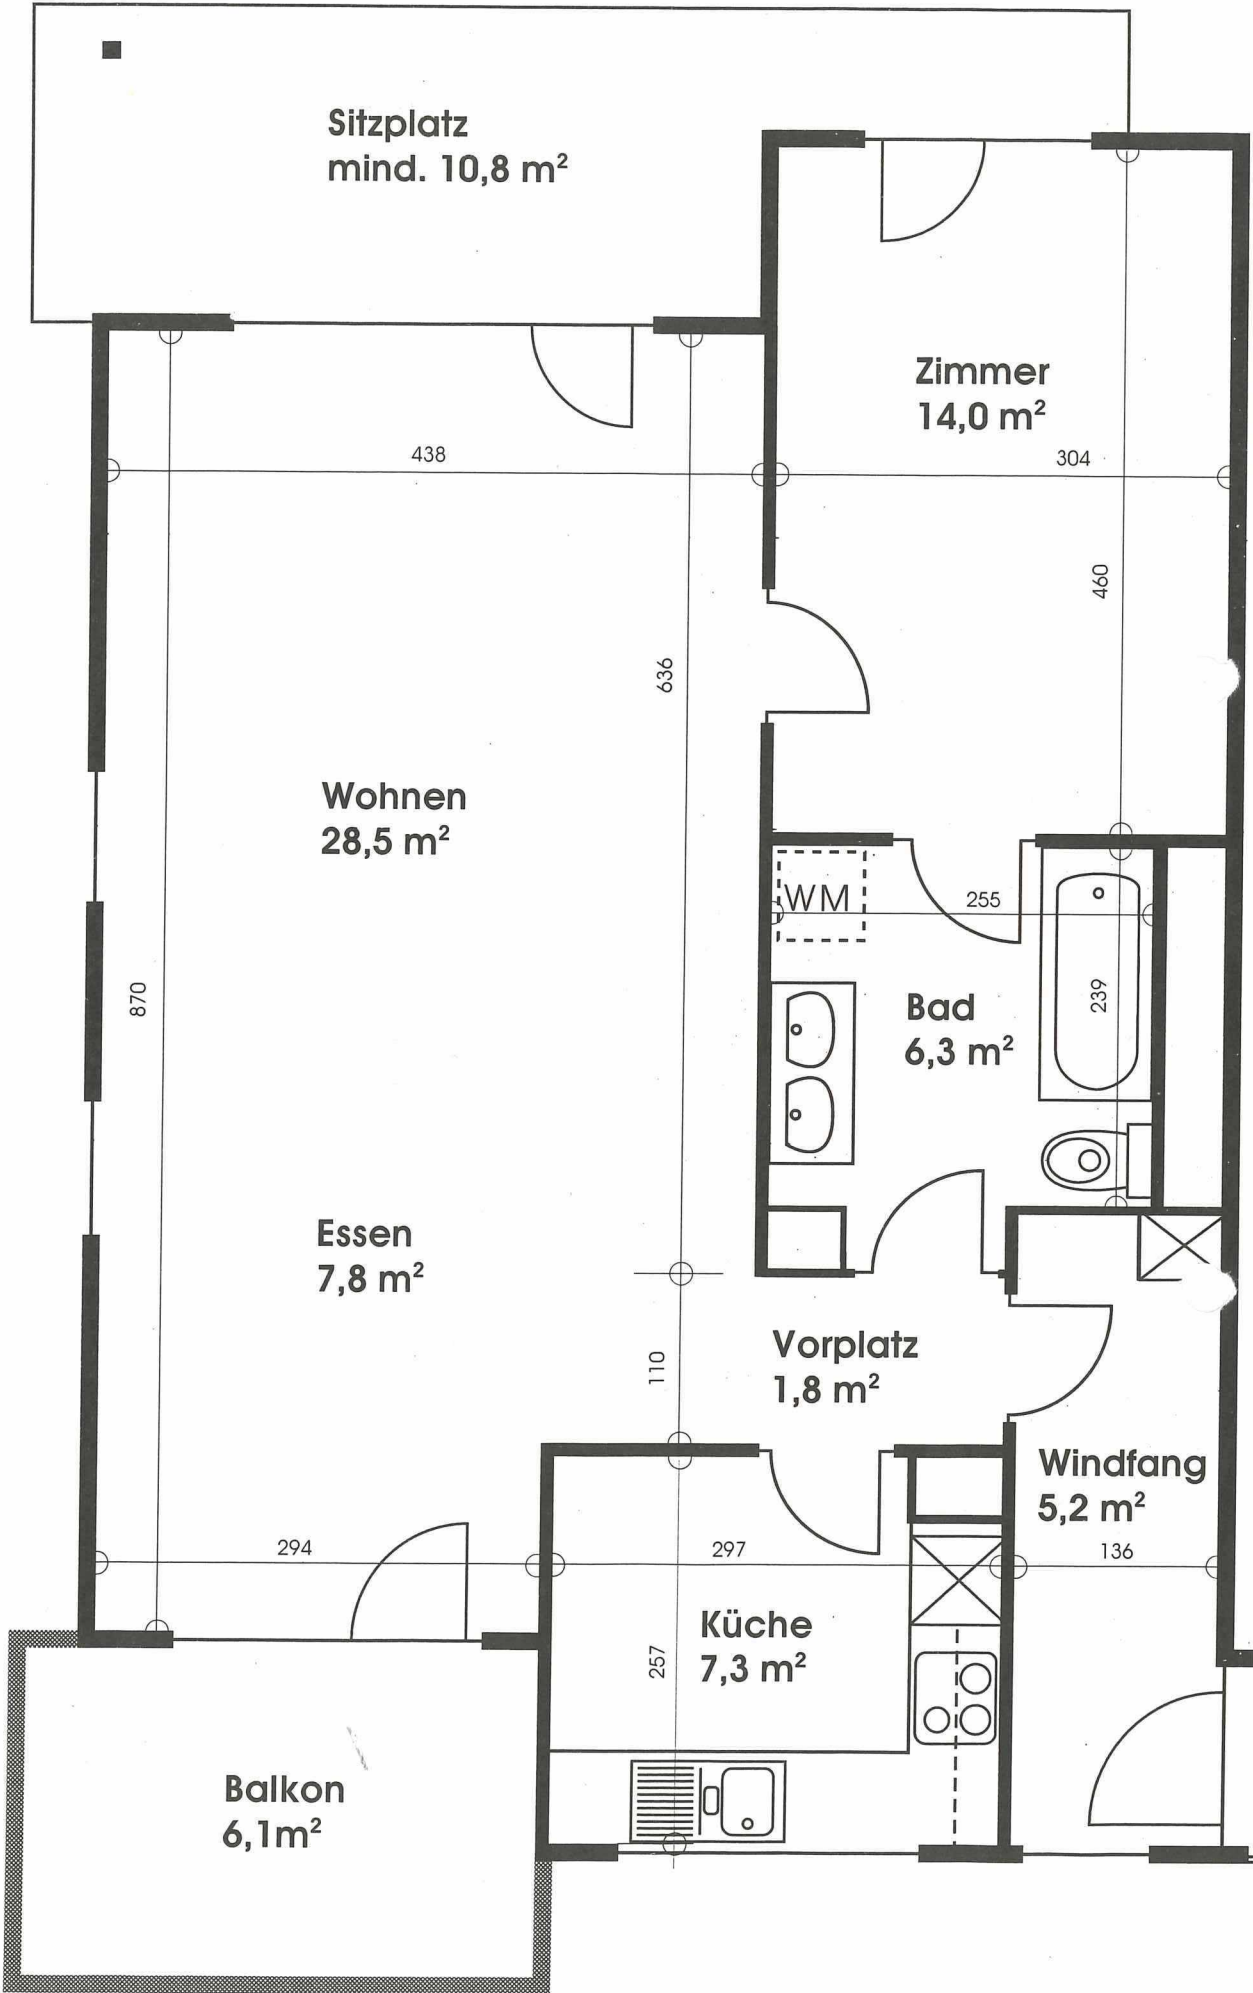 Sitzplatz
mind. 10,8 m²
Zimmer
14,0 m²
438
304
460
636
Wohnen
28,5 m²
WM
255
870
239
Bad
6,3 m²
Essen
7,8 m²
110
Vorplatz
1,8 m²
Windfang
5,2 m²
294
297
136
Küche
7,3 m²
257
Balkon
6,1m²